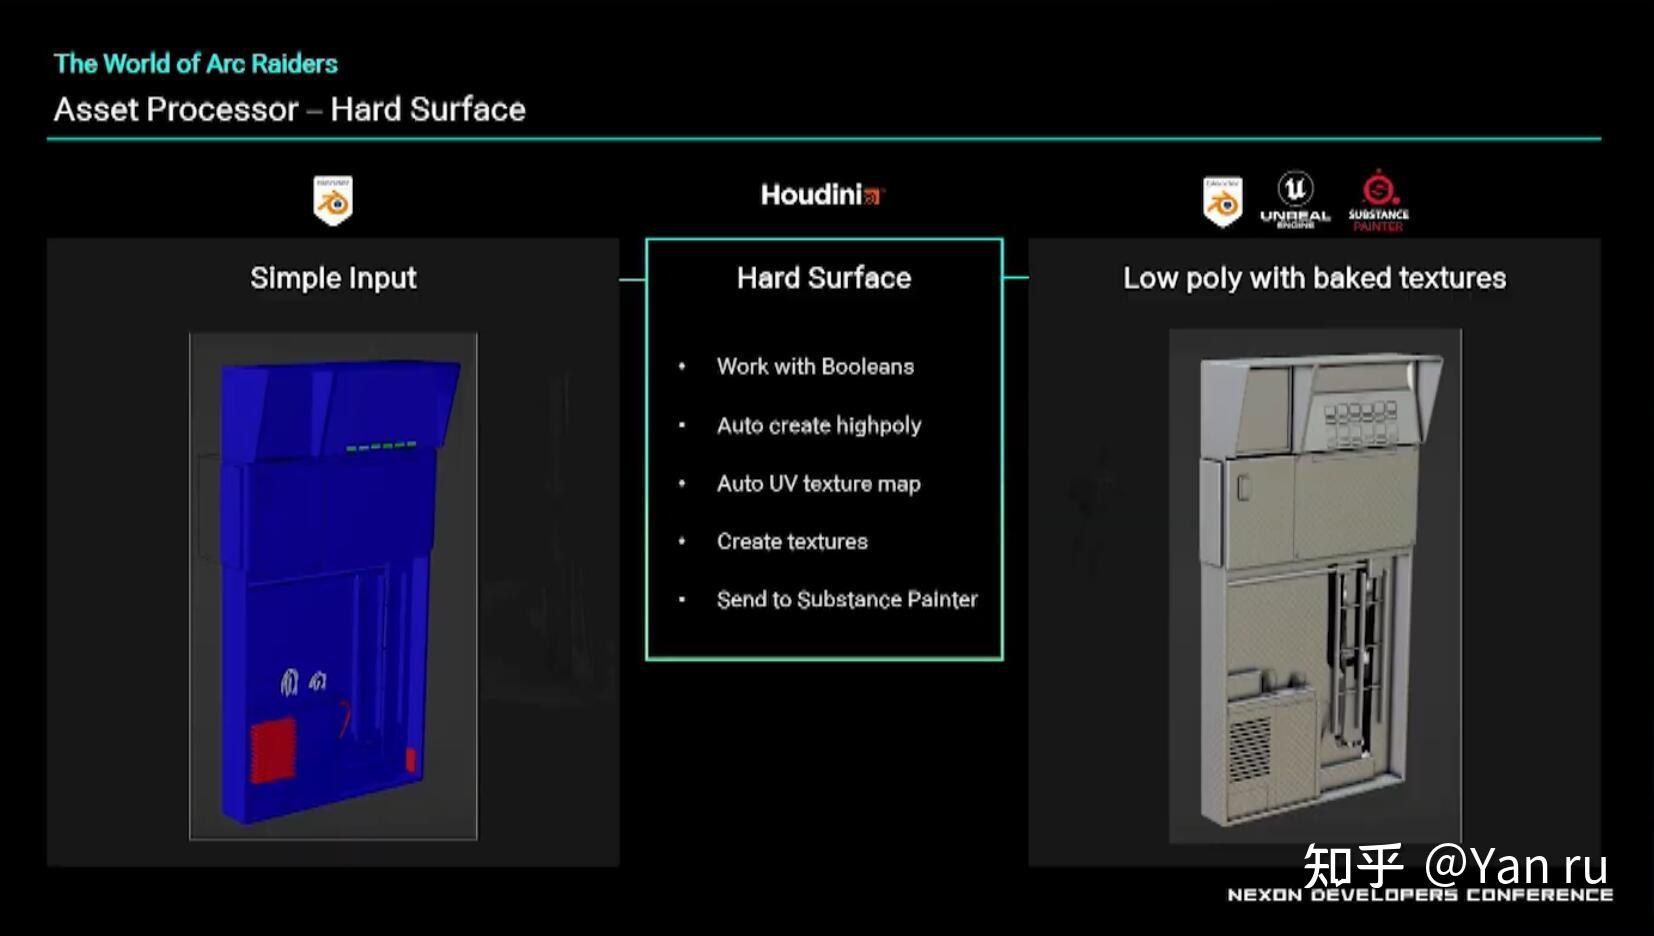 The World of Arc Raiders
Asset Processor – Hard Surface
Houdini
UNREAL
ENGINE
SUBSTANCE
PAINTER
Simple Input
Hard Surface
Low poly with baked textures
• Work with Booleans
• Auto create highpoly
• Auto UV texture map
• Create textures
• Send to Substance Painter
知乎 @Yan ru
NEXON DEVELOPERS CONFERENCE